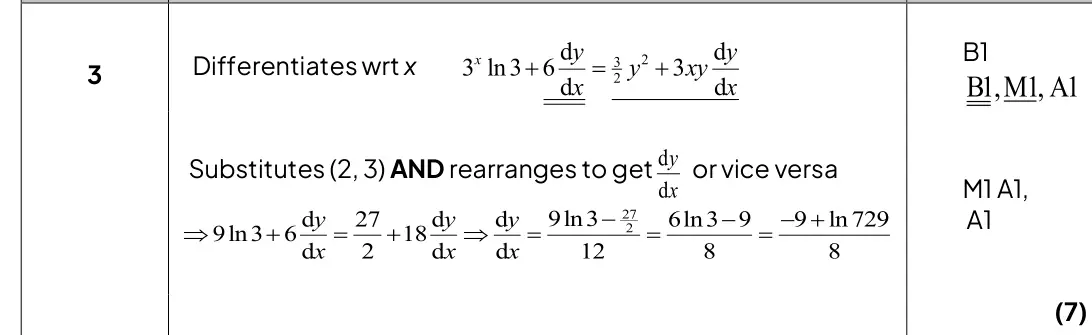 3
Differentiates wrt x 3ˣ ln 3 + 6 dy/dx = 3/2 y² + 3xy dy/dx
B1
B1, M1, A1
Substitutes (2, 3) AND rearranges to get dy/dx or vice versa
M1 A1,
⇒ 9 ln 3 + 6 dy/dx = 27/2 + 18 dy/dx ⇒ dy/dx = (9 ln 3 − 27/2)/12 = (6 ln 3 − 9)/8 = (−9 + ln 729)/8
A1
(7)